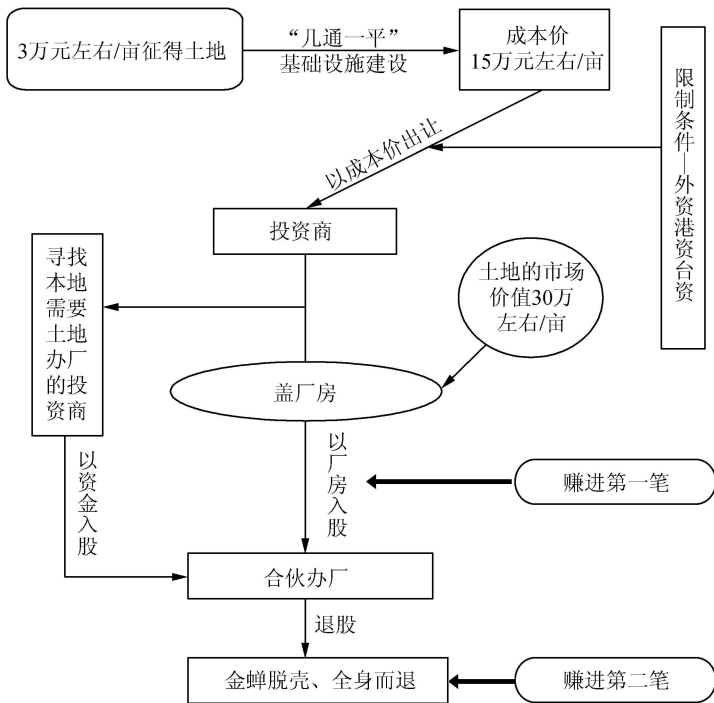 3万元左右/亩征得土地
“几通一平”
基础设施建设
成本价
15万元左右/亩
限制条件—外资港资台资
以成本价出让
投资商
寻找
本地
需要
土地
办厂
的投
资商
土地的市场
价值30万
左右/亩
盖厂房
以资金入股
以厂房入股
赚进第一笔
合伙办厂
退股
金蝉脱壳、全身而退
赚进第二笔